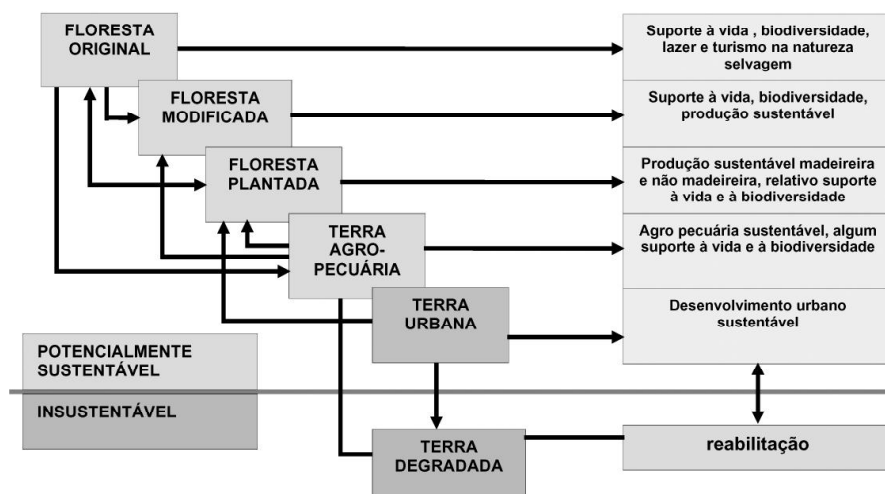 FLORESTA
ORIGINAL
Suporte à vida , biodiversidade,
lazer e turismo na natureza
selvagem
FLORESTA
MODIFICADA
Suporte à vida, biodiversidade,
produção sustentável
FLORESTA
PLANTADA
Produção sustentável madeireira
e não madeireira, relativo suporte
à vida e à biodiversidade
TERRA
AGRO-
PECUÁRIA
Agro pecuária sustentável, algum
suporte à vida e à biodiversidade
TERRA
URBANA
Desenvolvimento urbano
sustentável
POTENCIALMENTE
SUSTENTÁVEL
INSUSTENTÁVEL
TERRA
DEGRADADA
reabilitação